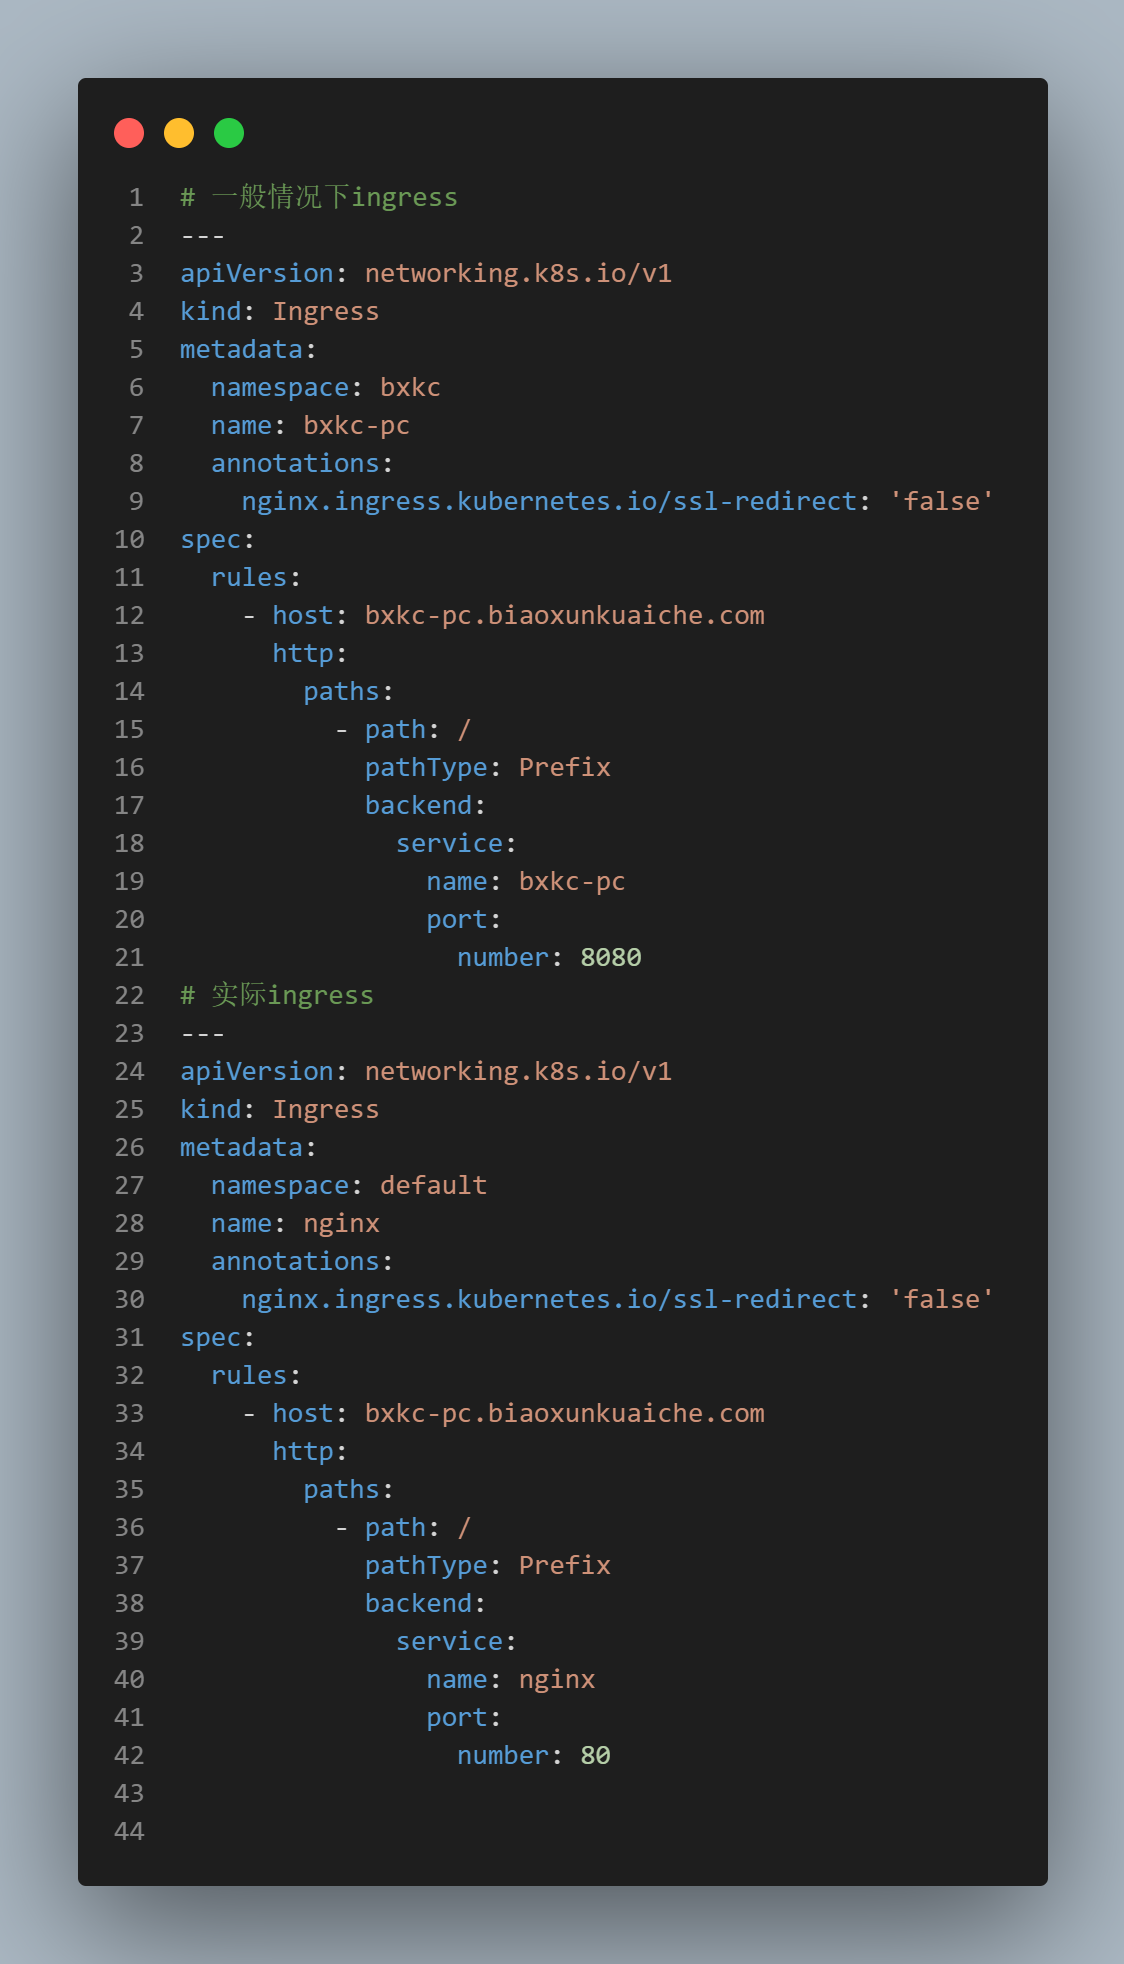 1 # 一般情况下ingress
2 ---
3 apiVersion: networking.k8s.io/v1
4 kind: Ingress
5 metadata:
6   namespace: bxkc
7   name: bxkc-pc
8   annotations:
9     nginx.ingress.kubernetes.io/ssl-redirect: 'false'
10 spec:
11   rules:
12     - host: bxkc-pc.biaoxunkuaiche.com
13       http:
14         paths:
15           - path: /
16             pathType: Prefix
17             backend:
18               service:
19                 name: bxkc-pc
20                 port:
21                   number: 8080
22 # 实际ingress
23 ---
24 apiVersion: networking.k8s.io/v1
25 kind: Ingress
26 metadata:
27   namespace: default
28   name: nginx
29   annotations:
30     nginx.ingress.kubernetes.io/ssl-redirect: 'false'
31 spec:
32   rules:
33     - host: bxkc-pc.biaoxunkuaiche.com
34       http:
35         paths:
36           - path: /
37             pathType: Prefix
38             backend:
39               service:
40                 name: nginx
41                 port:
42                   number: 80
43
44